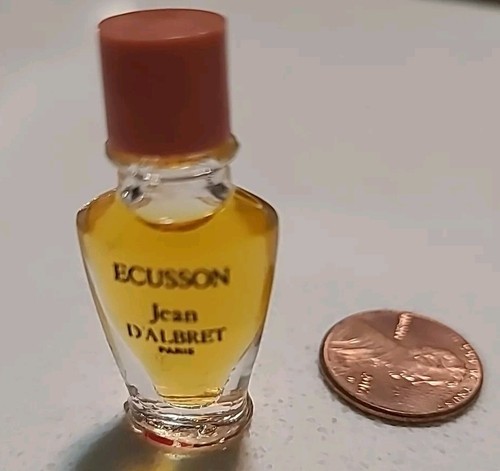 ECUSSON
Jean
D'ALBRET
PARIS